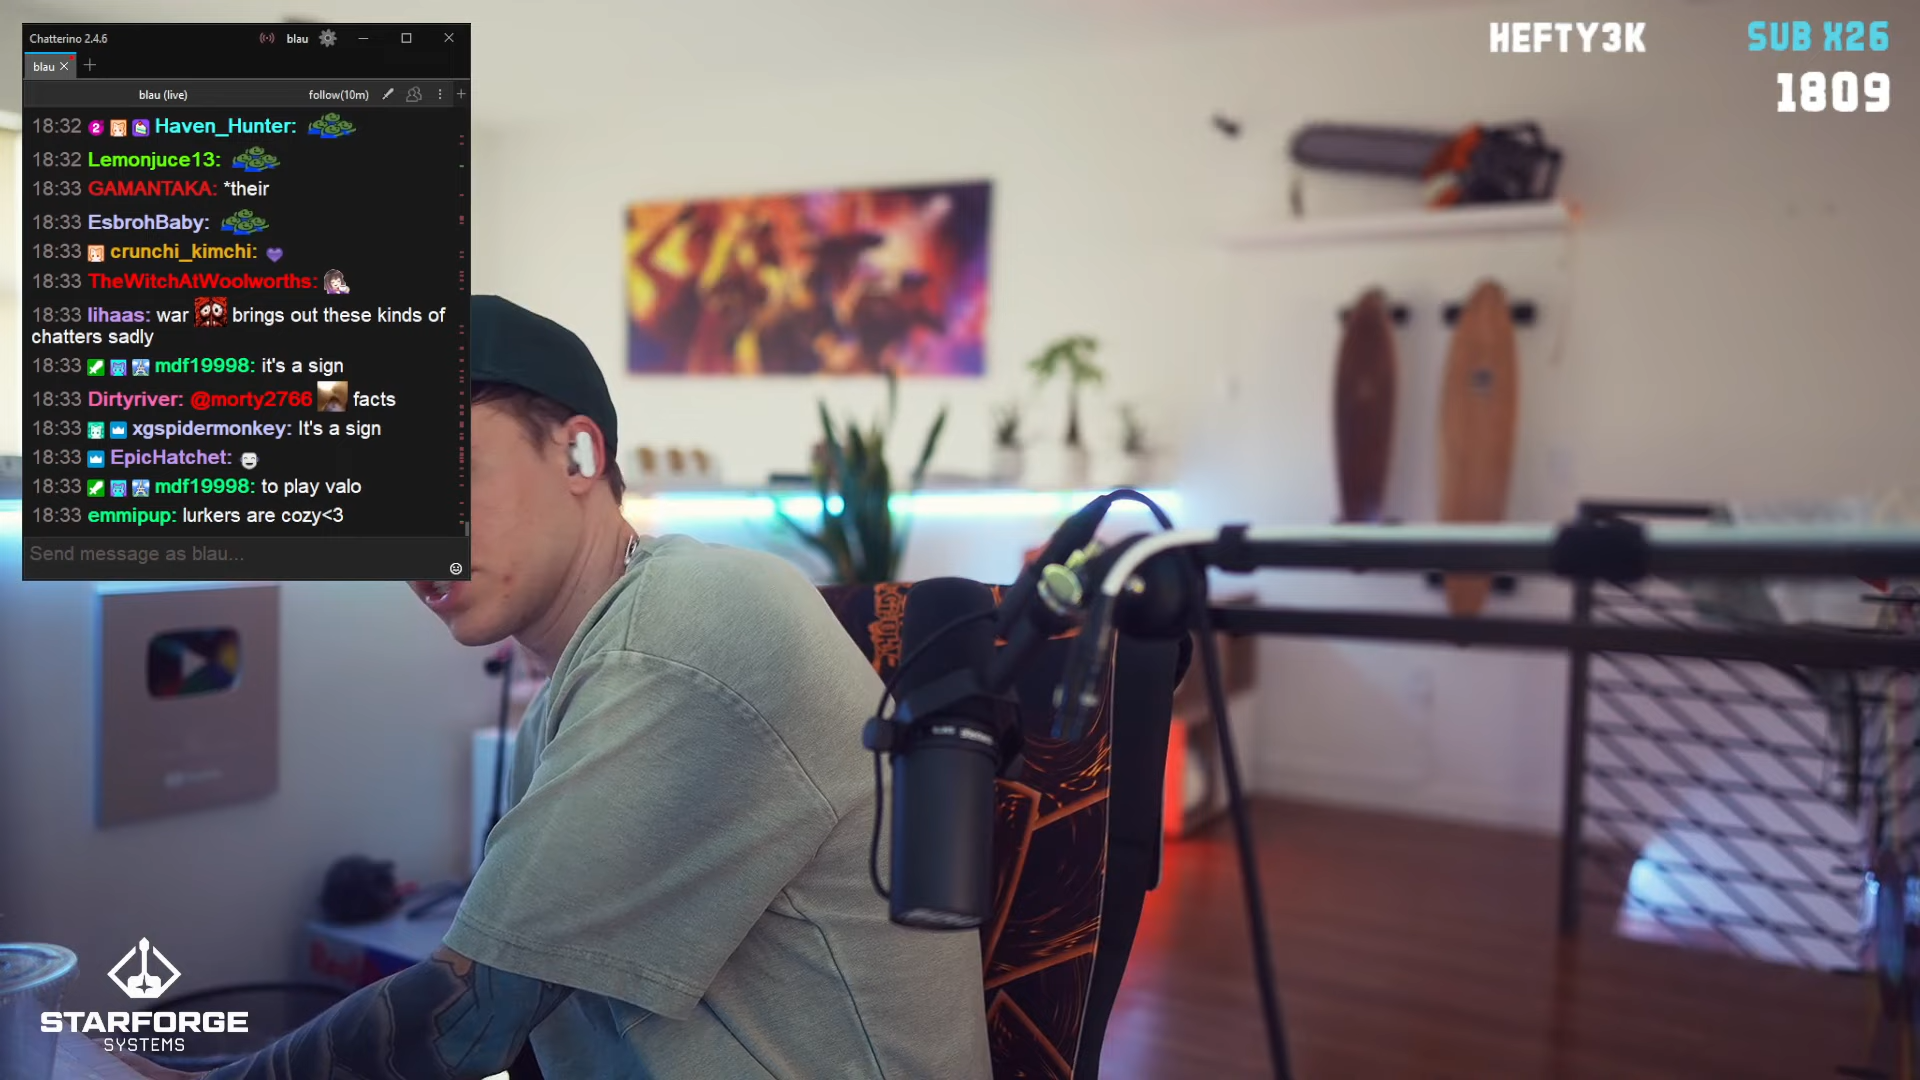 Chatterino 2.4.6
blau
blau
blau (live)
follow(10m)
18:32 2 Haven_Hunter:
18:32 Lemonjuce13:
18:33 GAMANTAKA: *their
18:33 EsbrohBaby:
18:33 crunchi_kimchi:
18:33 TheWitchAtWoolworths:
18:33 lihaas: war brings out these kinds of
chatters sadly
18:33 mdf19998: it's a sign
18:33 Dirtyriver: @morty2766 facts
18:33 xgspidermonkey: It's a sign
18:33 EpicHatchet:
18:33 mdf19998: to play valo
18:33 emmipup: lurkers are cozy<3
Send message as blau...
HEFTY3K
SUB X26
1809
STARFORGE
SYSTEMS